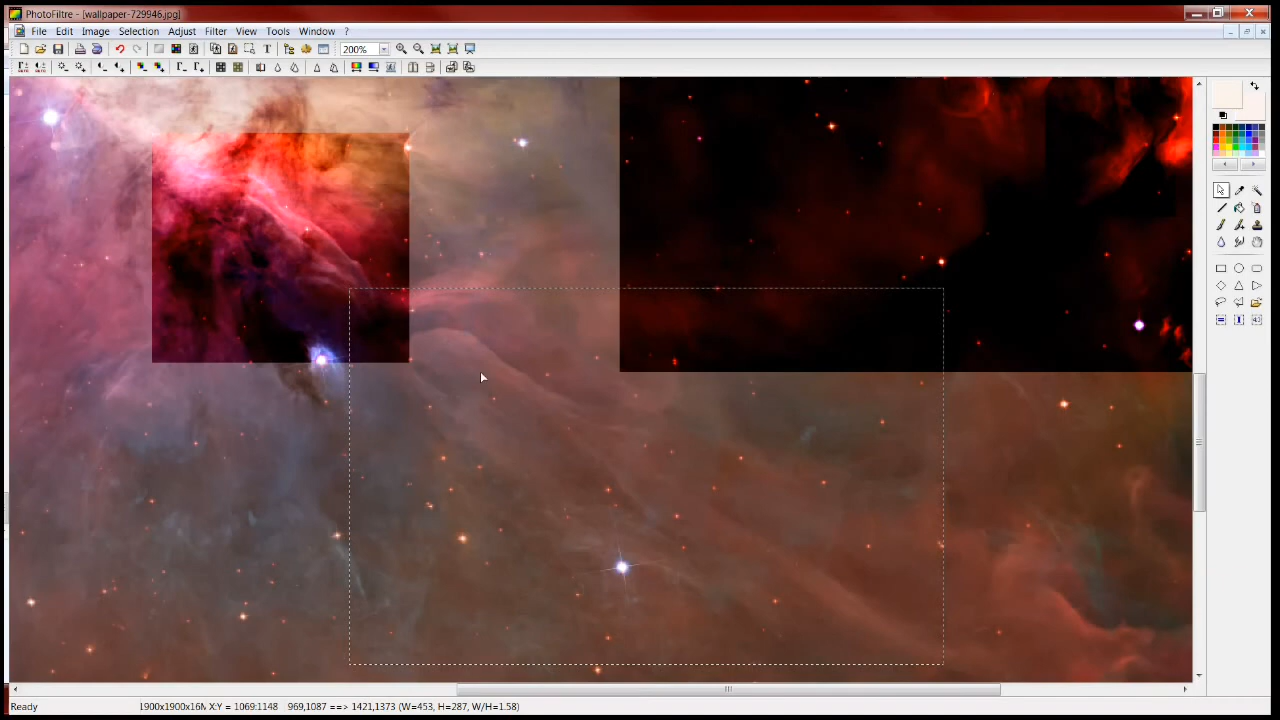 PhotoFiltre - [wallpaper-729946.jpg]
File Edit Image Selection Adjust Filter View Tools Window ?
200%
Ready 1900x1900x16M X:Y = 1069:1148 969,1087 ==> 1421,1373 (W=453, H=287, W/H=1.58)